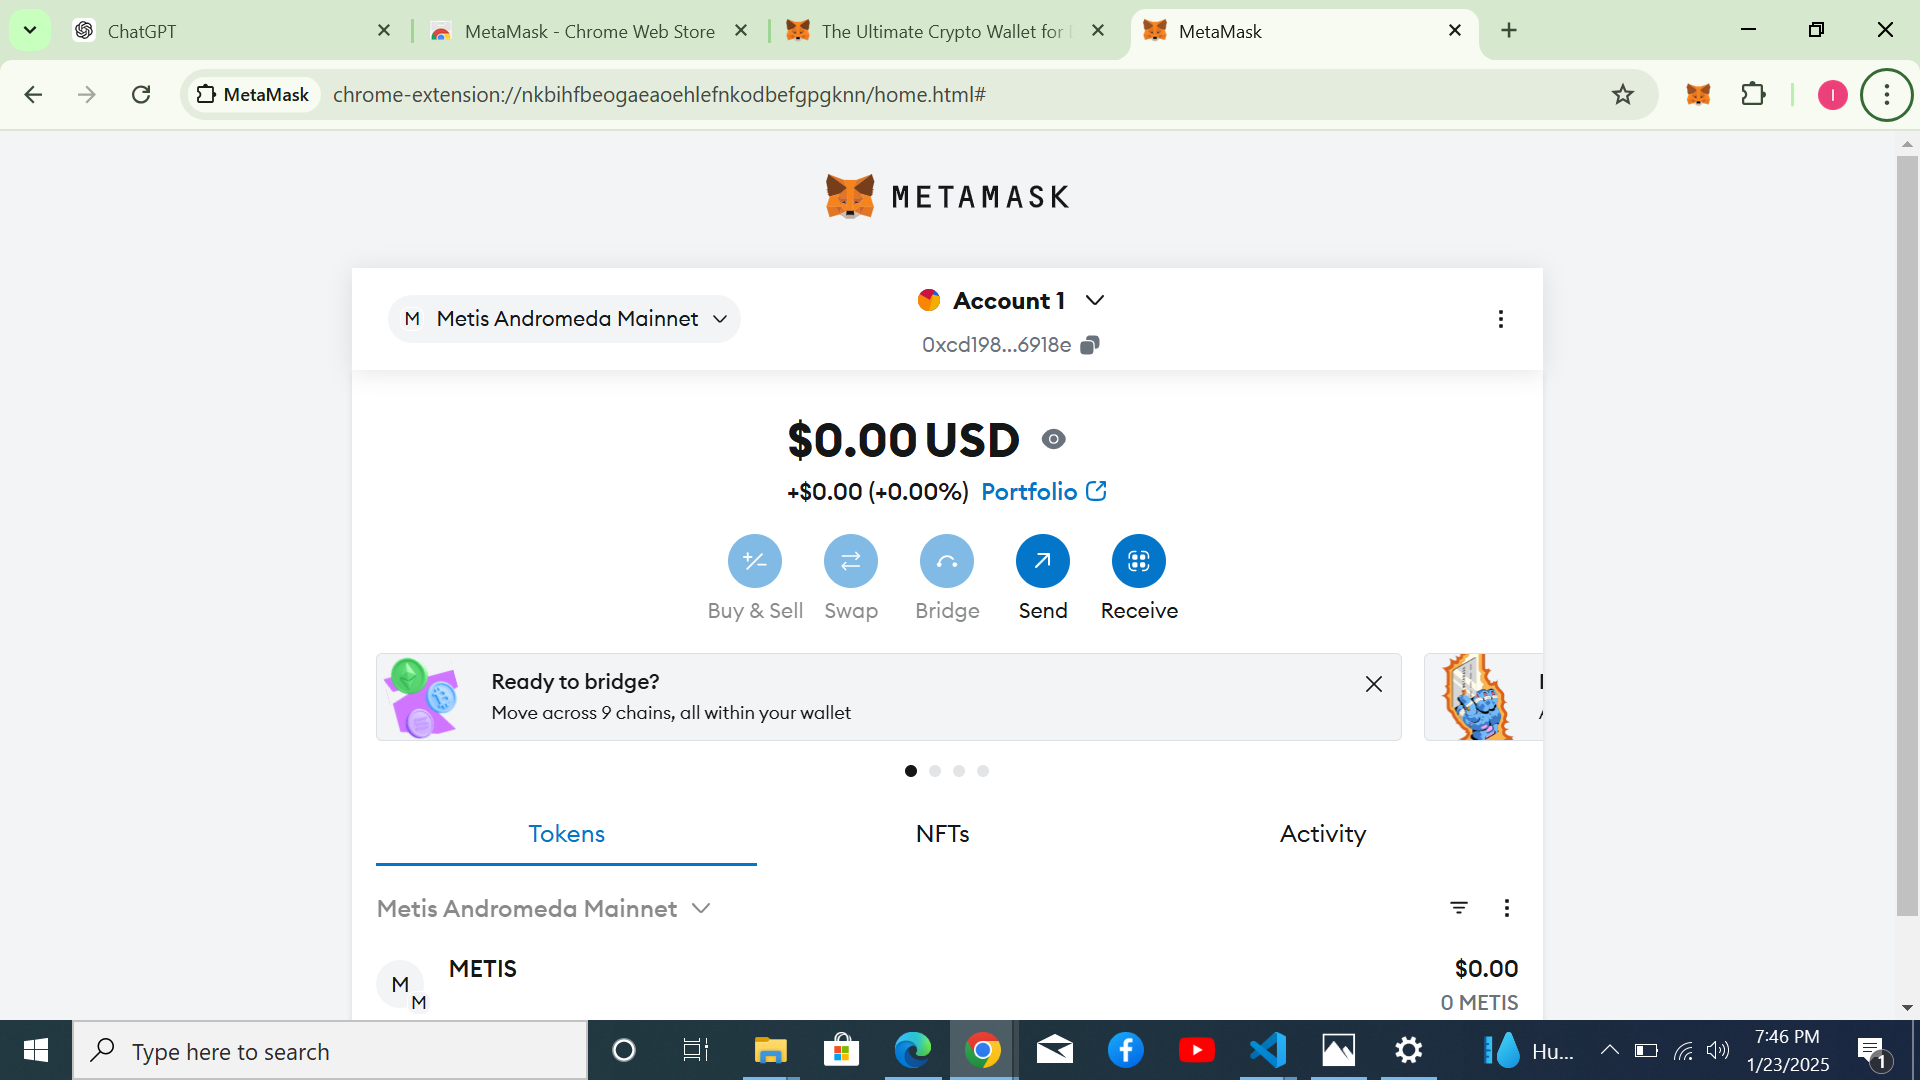 ChatGPT
MetaMask - Chrome Web Store
The Ultimate Crypto Wallet for
MetaMask
MetaMask
chrome-extension://nkbihfbeogaeaoehlefnkodbefgpgknn/home.html#
I
METAMASK
M Metis Andromeda Mainnet
Account 1
0xcd198...6918e
$0.00 USD
+$0.00 (+0.00%) Portfolio
Buy & Sell Swap Bridge Send Receive
Ready to bridge?
Move across 9 chains, all within your wallet
Tokens NFTs Activity
Metis Andromeda Mainnet
M
M
METIS
$0.00
0 METIS
Type here to search
Hu...
7:46 PM
1/23/2025
1